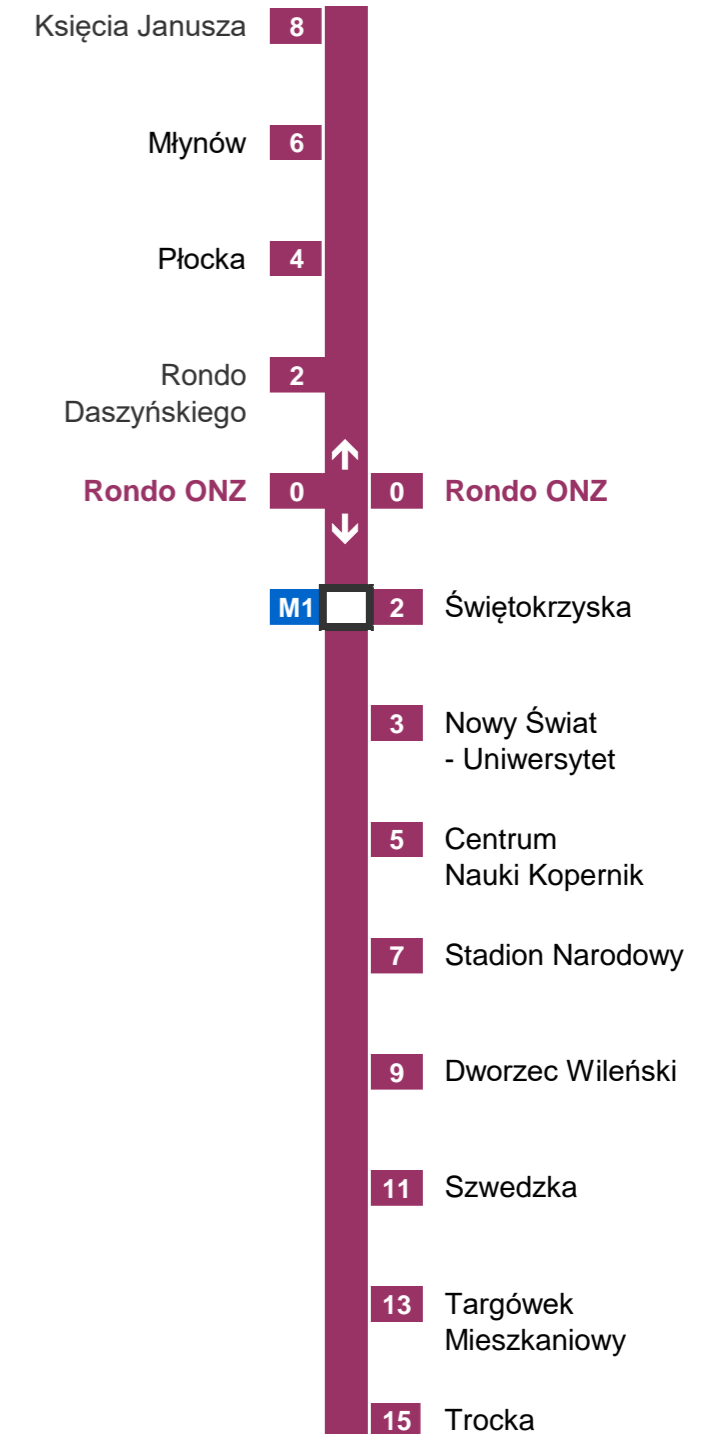 Księcia Janusza 8
Młynów 6
Płocka 4
Rondo 2
Daszyńskiego
Rondo ONZ 0 0 Rondo ONZ
M1 2 Świętokrzyska
3 Nowy Świat
- Uniwersytet
5 Centrum
Nauki Kopernik
7 Stadion Narodowy
9 Dworzec Wileński
11 Szwedzka
13 Targówek
Mieszkaniowy
15 Trocka